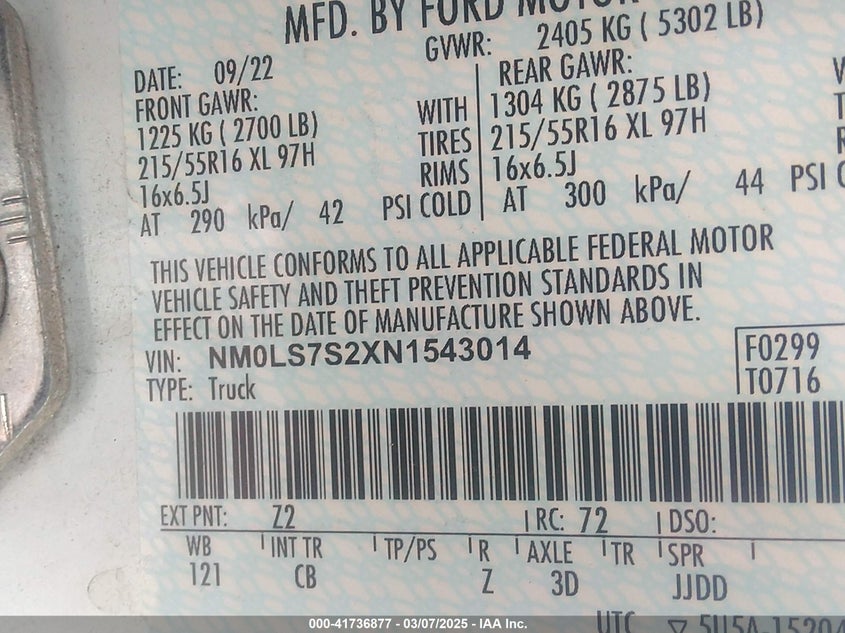 MFD. BY FORD MOTOR
GVWR: 2405 KG ( 5302 LB)
DATE: 09/22
FRONT GAWR:
1225 KG ( 2700 LB)
215/55R16 XL 97H
16x6.5J
AT 290 kPa/ 42 PSI COLD
WITH
TIRES
RIMS
REAR GAWR:
1304 KG ( 2875 LB)
215/55R16 XL 97H
16x6.5J
AT 300 kPa/ 44 PSI
THIS VEHICLE CONFORMS TO ALL APPLICABLE FEDERAL MOTOR
VEHICLE SAFETY AND THEFT PREVENTION STANDARDS IN
EFFECT ON THE DATE OF MANUFACTURE SHOWN ABOVE.
VIN: NM0LS7S2XN1543014
TYPE: Truck
F0299
T0716
EXT PNT: Z2 RC: 72 DSO:
WB INT TR TP/PS R AXLE TR SPR
121 CB Z 3D JJDD
UTC ▽ 5U5A-15204
000-41736877 - 03/07/2025 - IAA Inc.